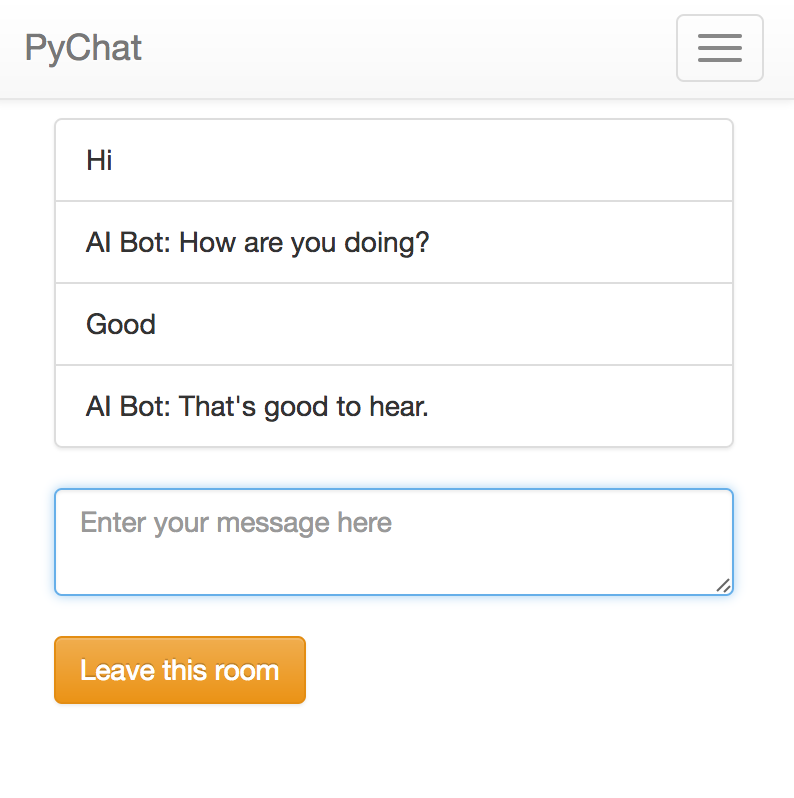 PyChat
Hi
AI Bot: How are you doing?
Good
AI Bot: That's good to hear.
Enter your message here
Leave this room